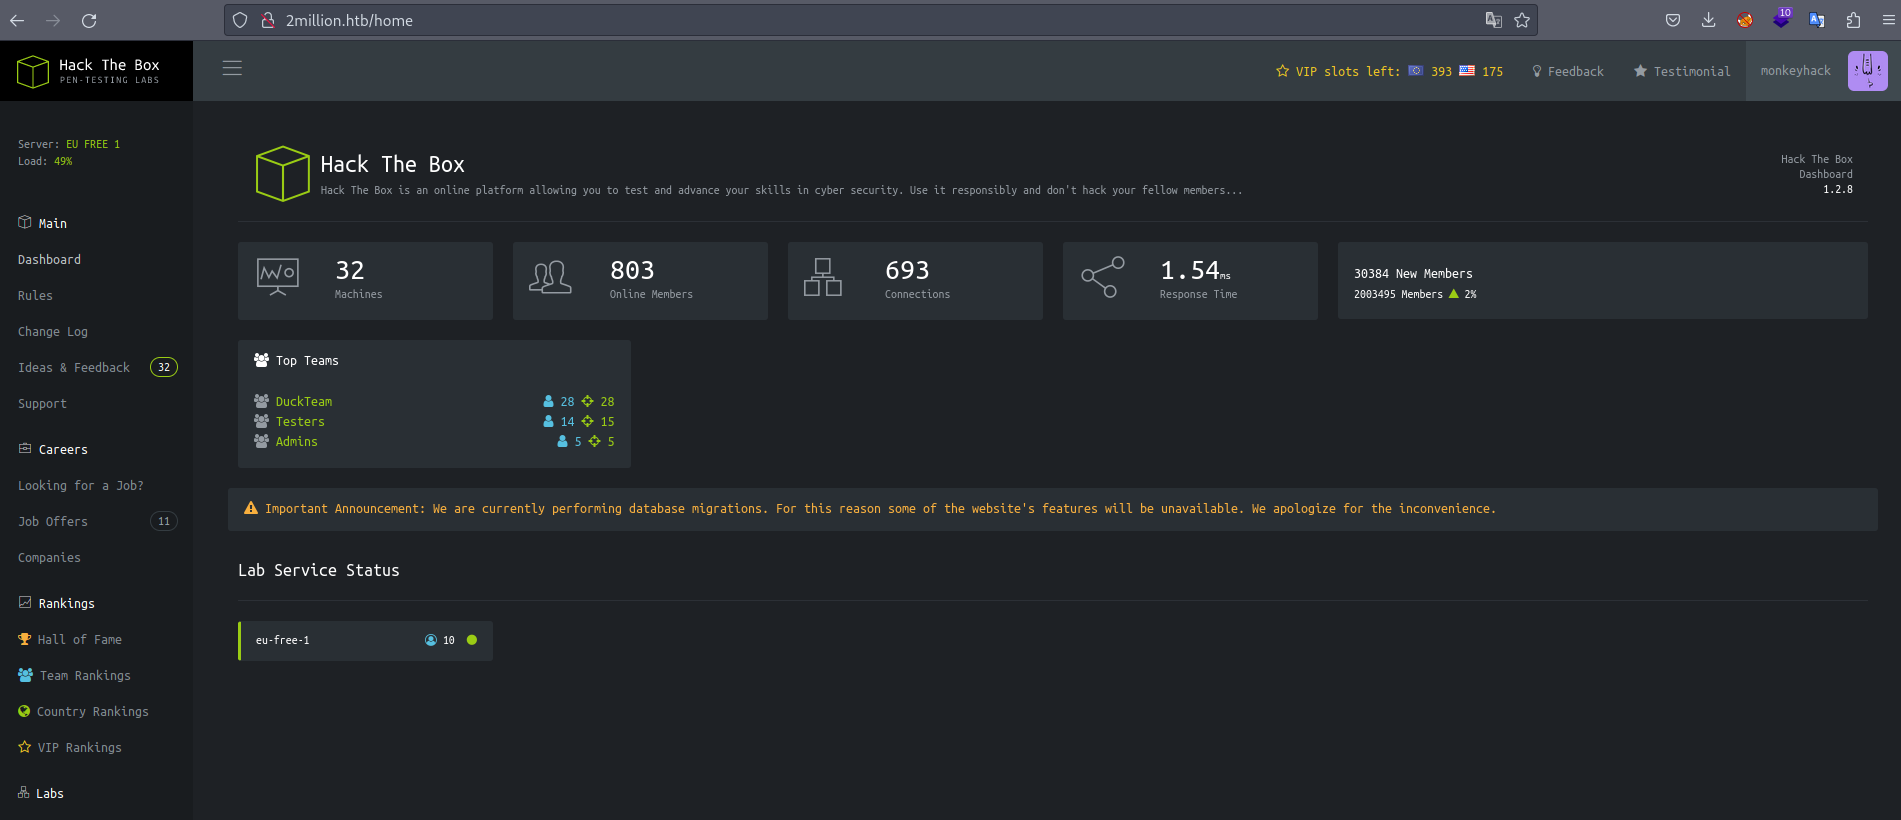 2million.htb/home
10
Hack The Box
PEN-TESTING LABS
VIP slots left: 393 175
Feedback
Testimonial
monkeyhack
Server: EU FREE 1
Load: 49%
Main
Dashboard
Rules
Change Log
Ideas & Feedback 32
Support
Careers
Looking for a Job?
Job Offers 11
Companies
Rankings
Hall of Fame
Team Rankings
Country Rankings
VIP Rankings
Labs
Hack The Box
Hack The Box is an online platform allowing you to test and advance your skills in cyber security. Use it responsibly and don't hack your fellow members...
Hack The Box
Dashboard
1.2.8
32
Machines
803
Online Members
693
Connections
1.54ms
Response Time
30384 New Members
2003495 Members 2%
Top Teams
DuckTeam 28 28
Testers 14 15
Admins 5 5
Important Announcement: We are currently performing database migrations. For this reason some of the website's features will be unavailable. We apologize for the inconvenience.
Lab Service Status
eu-free-1 10